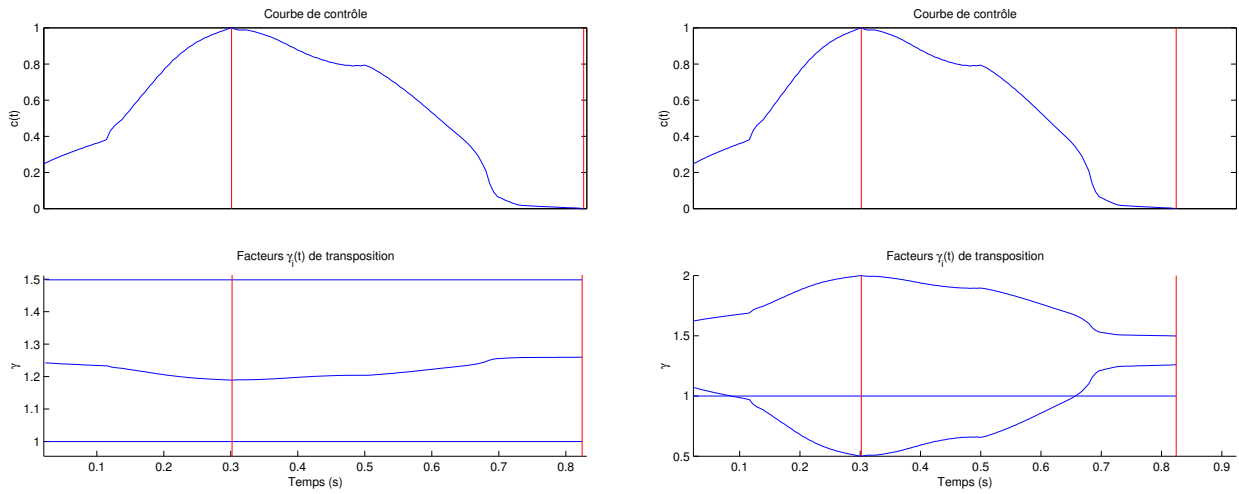 Courbe de contrôle
1
0.8
0.6
0.4
0.2
0
c(t)
Facteurs γi(t) de transposition
1.5
1.4
1.3
1.2
1.1
1
γ
0.1 0.2 0.3 0.4 0.5 0.6 0.7 0.8
Temps (s)
Courbe de contrôle
1
0.8
0.6
0.4
0.2
0
c(t)
Facteurs γi(t) de transposition
2
1.5
1
0.5
γ
0.1 0.2 0.3 0.4 0.5 0.6 0.7 0.8 0.9
Temps (s)